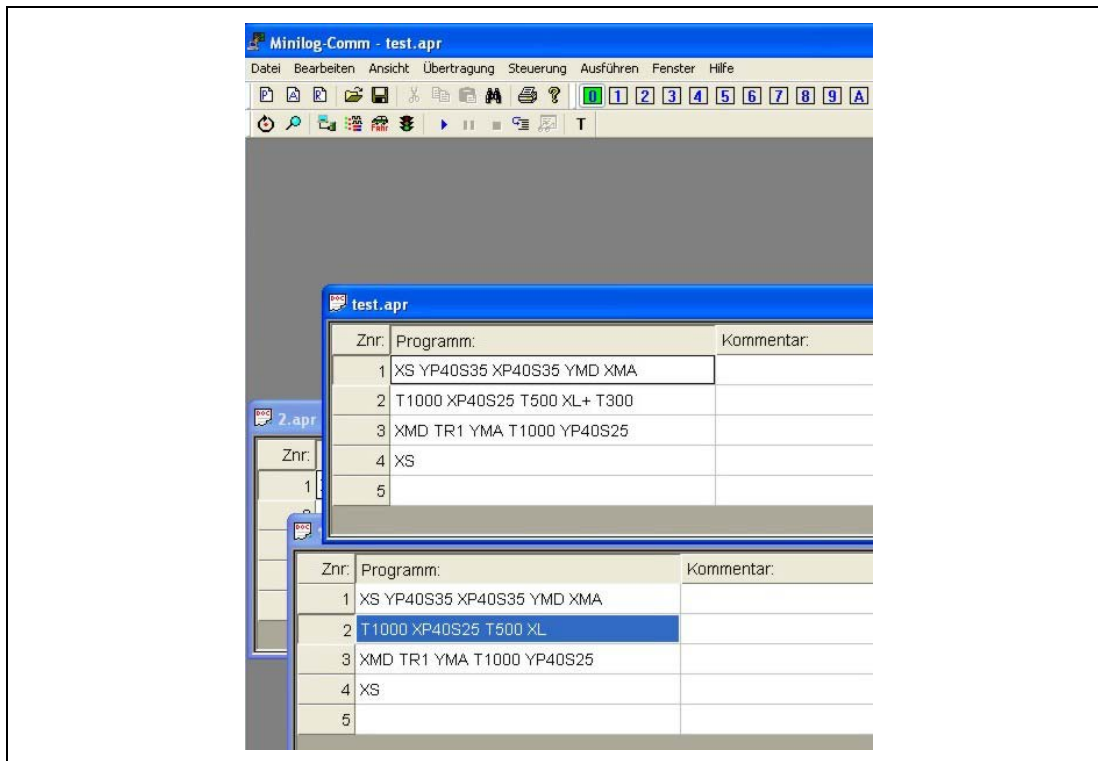 Minilog-Comm - test.apr
Datei Bearbeiten Ansicht Übertragung Steuerung Ausführen Fenster Hilfe
P A R 0 1 2 3 4 5 6 7 8 9 A
Fahr T
test.apr
Znr: Programm: Kommentar:
1 XS YP40S35 XP40S35 YMD XMA
2 T1000 XP40S25 T500 XL+ T300
3 XMD TR1 YMA T1000 YP40S25
4 XS
5
2.apr
Znr:
1
Znr: Programm: Kommentar:
1 XS YP40S35 XP40S35 YMD XMA
2 T1000 XP40S25 T500 XL
3 XMD TR1 YMA T1000 YP40S25
4 XS
5